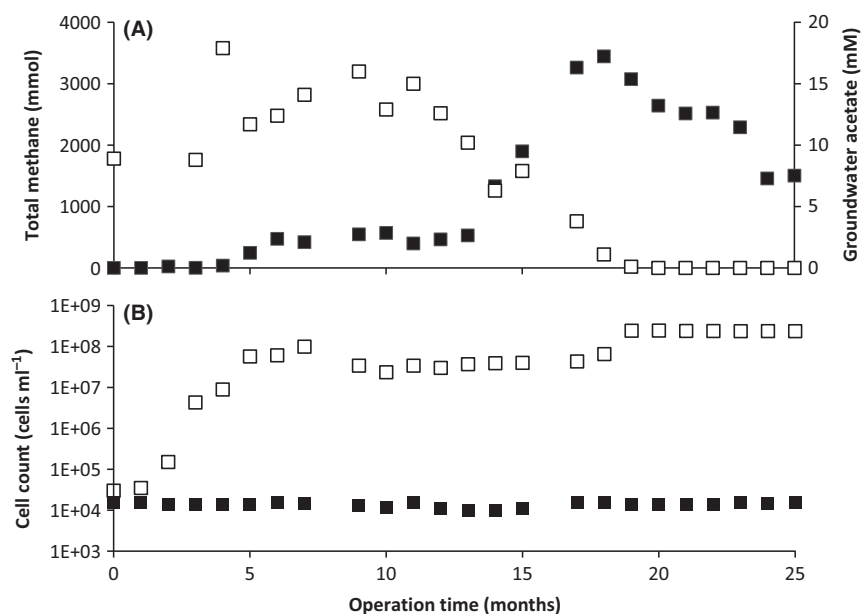 (A)
Total methane (mmol)
4000
3000
2000
1000
0
20
15
10
5
0
Groundwater acetate (mM)
(B)
Cell count (cells ml⁻¹)
1E+09
1E+08
1E+07
1E+06
1E+05
1E+04
1E+03
0 5 10 15 20 25
Operation time (months)